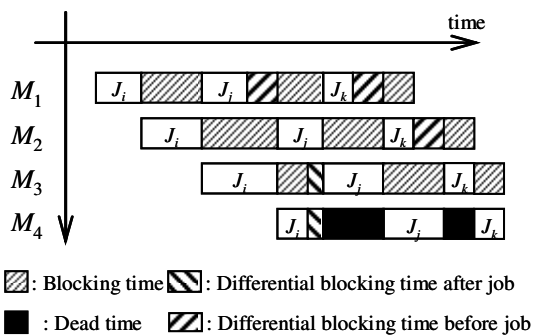 time
M1 Ji Jj Jk
M2 Ji Jj Jk
M3 Ji Jj Jk
M4 Ji Jj Jk
: Blocking time : Differential blocking time after job
: Dead time : Differential blocking time before job